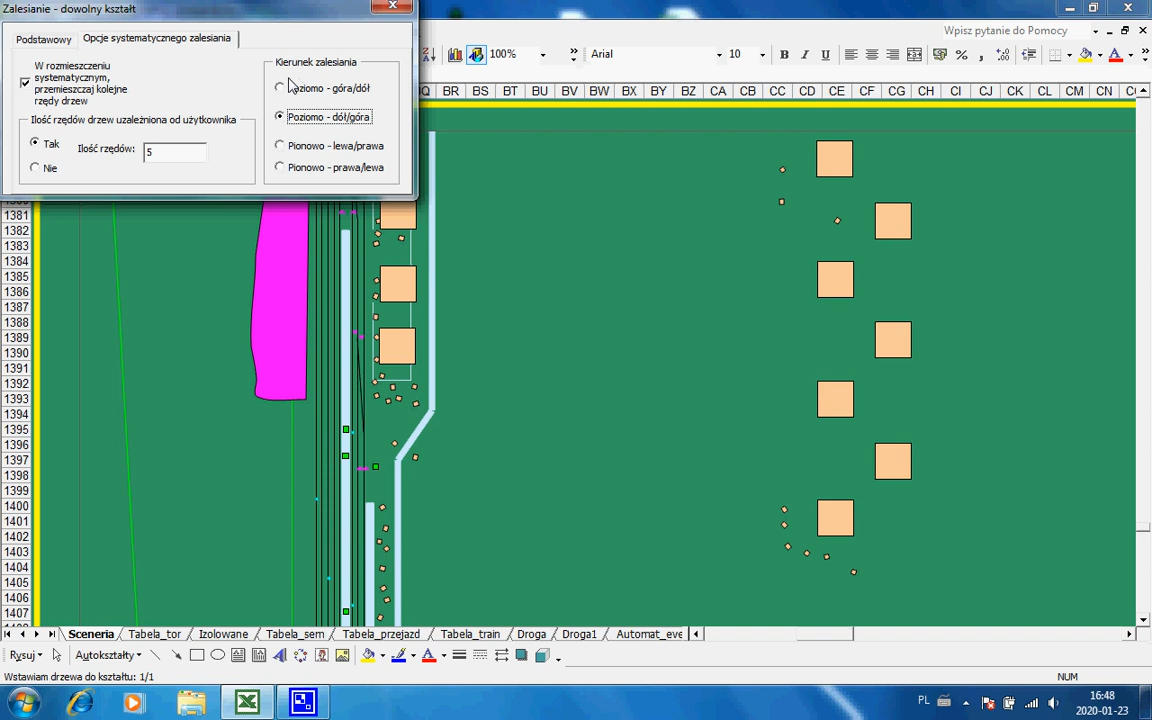 Zalesianie - dowolny kształt
Wpisz pytanie do Pomocy
Podstawowy
Opcje systematycznego zalesiania
100%
Arial
10
B I U
%
W rozmieszczeniu
systematycznym,
przemieszczaj kolejne
rzędy drzew
Kierunek zalesiania
Poziomo - góra/dół
Poziomo - dół/góra
Pionowo - lewa/prawa
Pionowo - prawa/lewa
Ilość rzędów drzew uzależniona od użytkownika
Tak
Ilość rzędów:
5
Nie
BR BS BT BU BV BW BX BY BZ CA CB CC CD CE CF CG CH CI CJ CK CL CM CN
1381
1382
1383
1384
1385
1386
1387
1388
1389
1390
1391
1392
1393
1394
1395
1396
1397
1398
1399
1400
1401
1402
1403
1404
1405
1406
1407
Sceneria
Tabela_tor
Izolowane
Tabela_sem
Tabela_przejazd
Tabela_train
Droga
Droga1
Automat_eve
Rysuj
Autokształty
Wstawiam drzewa do kształtu: 1/1
NUM
PL
16:48
2020-01-23